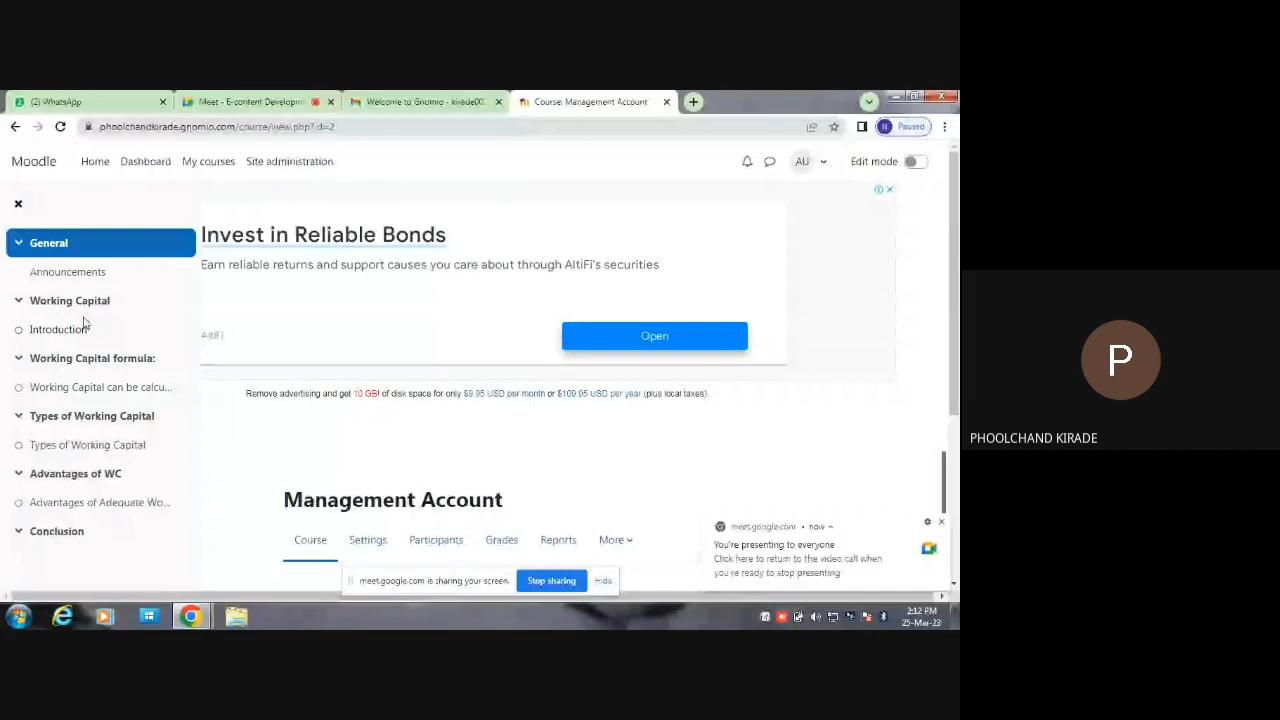 (2) WhatsApp
Meet - E-content Developm
Welcome to Gnomio - kirade00
Course: Management Account
phoolchandkirade.gnomio.com/course/view.php?id=2
Paused
Moodle
Home
Dashboard
My courses
Site administration
AU
Edit mode
General
Announcements
Working Capital
Introduction
Working Capital formula:
Working Capital can be calcu...
Types of Working Capital
Types of Working Capital
Advantages of WC
Advantages of Adequate Wo...
Conclusion
Invest in Reliable Bonds
Earn reliable returns and support causes you care about through AltiFi's securities
AltiFi
Open
Remove advertising and get 10 GB! of disk space for only $9.95 USD per month or $109.95 USD per year (plus local taxes).
Management Account
Course
Settings
Participants
Grades
Reports
More
meet.google.com • now
You're presenting to everyone
Click here to return to the video call when
you're ready to stop presenting
meet.google.com is sharing your screen.
Stop sharing
Hide
2:12 PM
25-Mar-23
P
PHOOLCHAND KIRADE